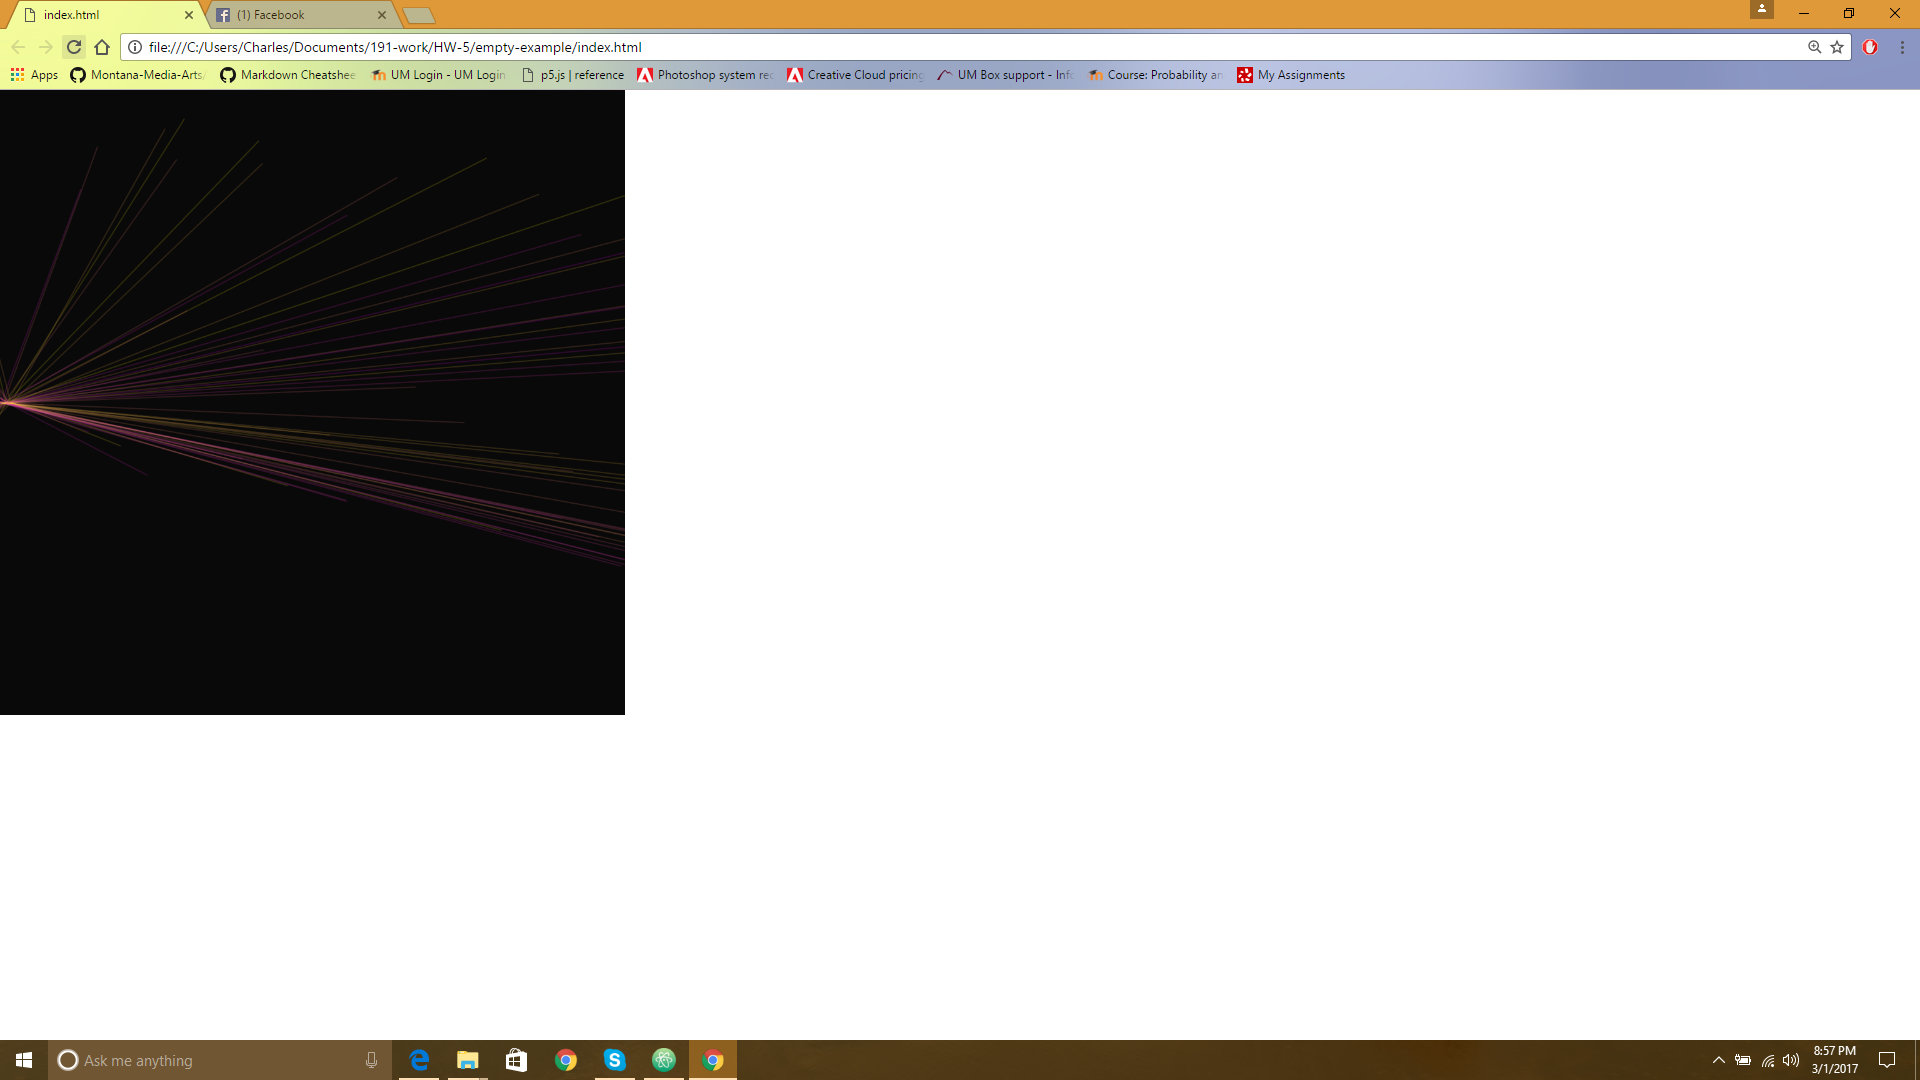 index.html
(1) Facebook
file:///C:/Users/Charles/Documents/191-work/HW-5/empty-example/index.html
Apps Montana-Media-Arts Markdown Cheatshee UM Login - UM Login p5.js | reference Photoshop system rec Creative Cloud pricing UM Box support - Info Course: Probability an My Assignments
Ask me anything
8:57 PM
3/1/2017